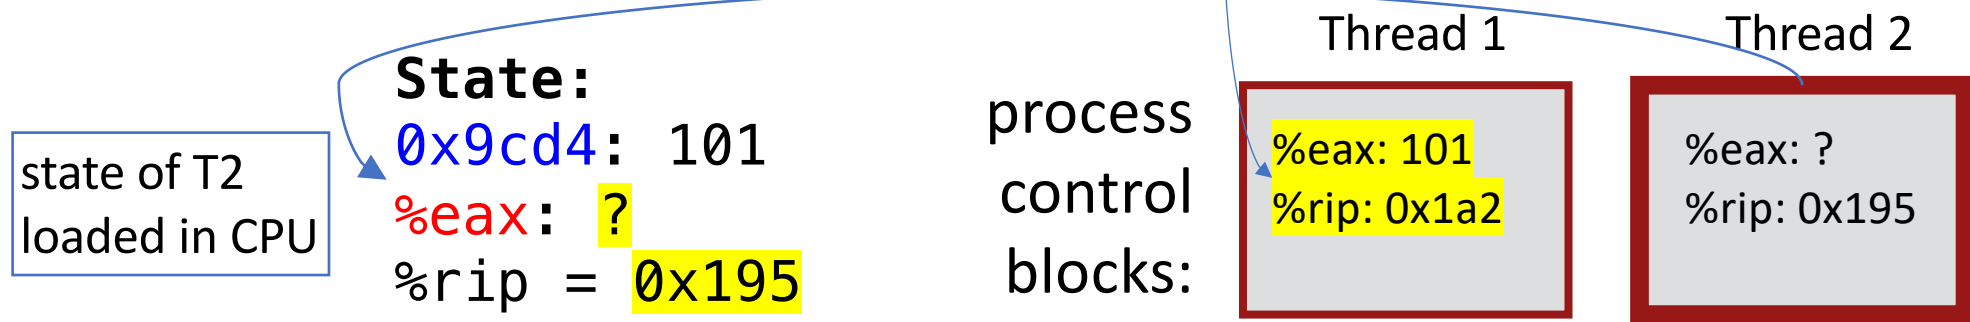 state of T2
loaded in CPU
State:
0x9cd4: 101
%eax: ?
%rip = 0x195
process
control
blocks:
Thread 1
%eax: 101
%rip: 0x1a2
Thread 2
%eax: ?
%rip: 0x195